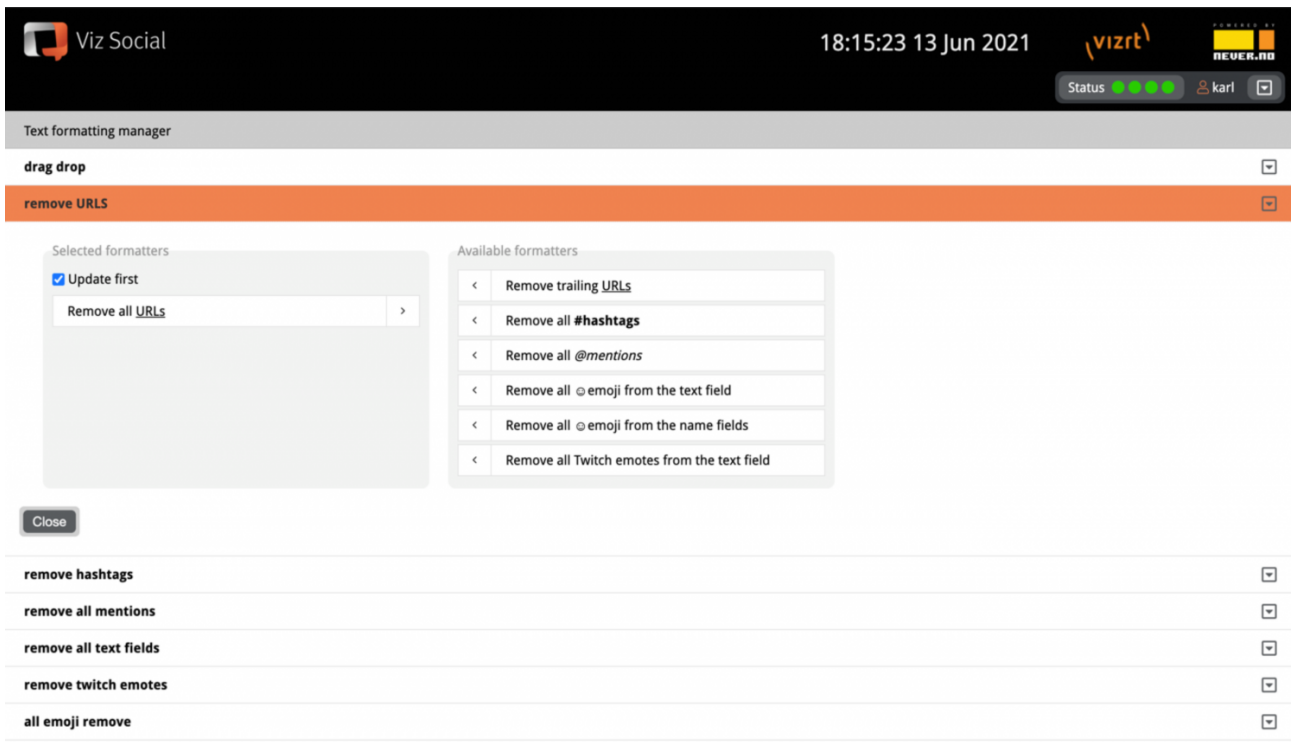 Viz Social
18:15:23 13 Jun 2021
vizrt
POWERED BY
never.no
Status
karl
Text formatting manager
drag drop
remove URLS
Selected formatters
Update first
Remove all URLs
Available formatters
Remove trailing URLs
Remove all #hashtags
Remove all @mentions
Remove all ☺emoji from the text field
Remove all ☺emoji from the name fields
Remove all Twitch emotes from the text field
Close
remove hashtags
remove all mentions
remove all text fields
remove twitch emotes
all emoji remove